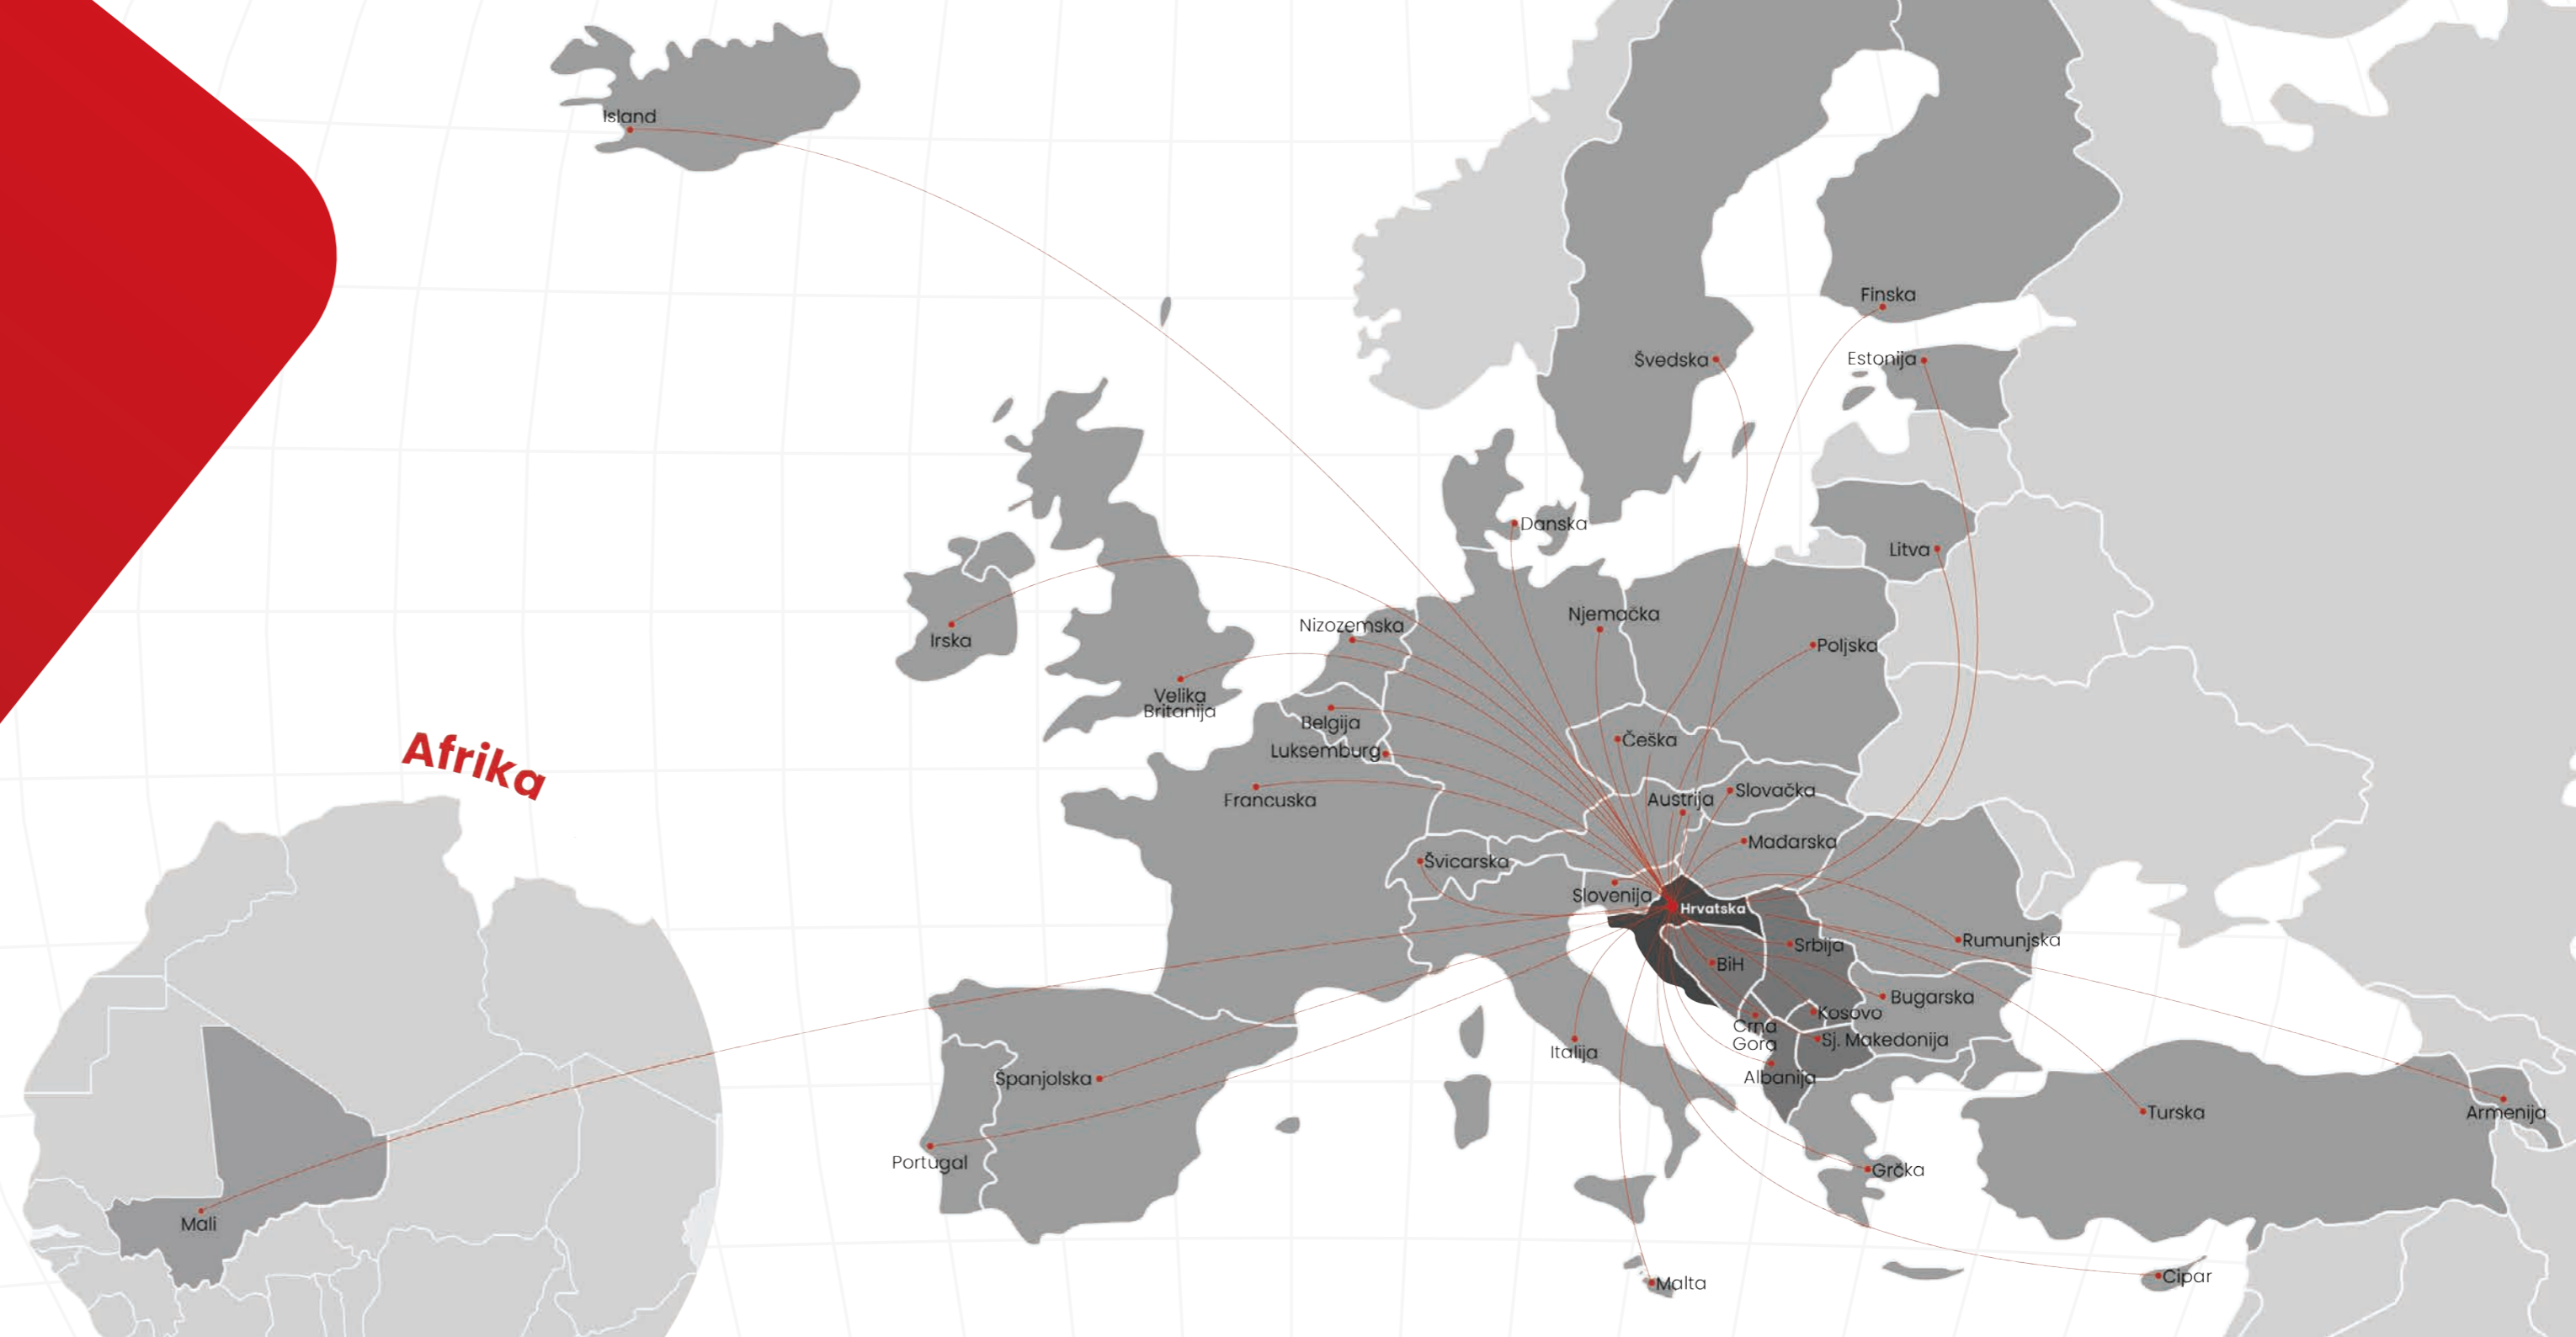 Island
Finska
Švedska
Estonija
Danska
Litva
Njemačka
Nizozemska
Irska
Poljska
Velika
Britanija
Belgija
Češka
Luksemburg
Afrika
Francuska
Slovačka
Austrija
Mađarska
Švicarska
Slovenija
Hrvatska
Rumunjska
Srbija
BiH
Bugarska
Kosovo
Crna
Gora
Sj. Makedonija
Italija
Albanija
Španjolska
Turska
Armenija
Portugal
Grčka
Mali
Cipar
Malta